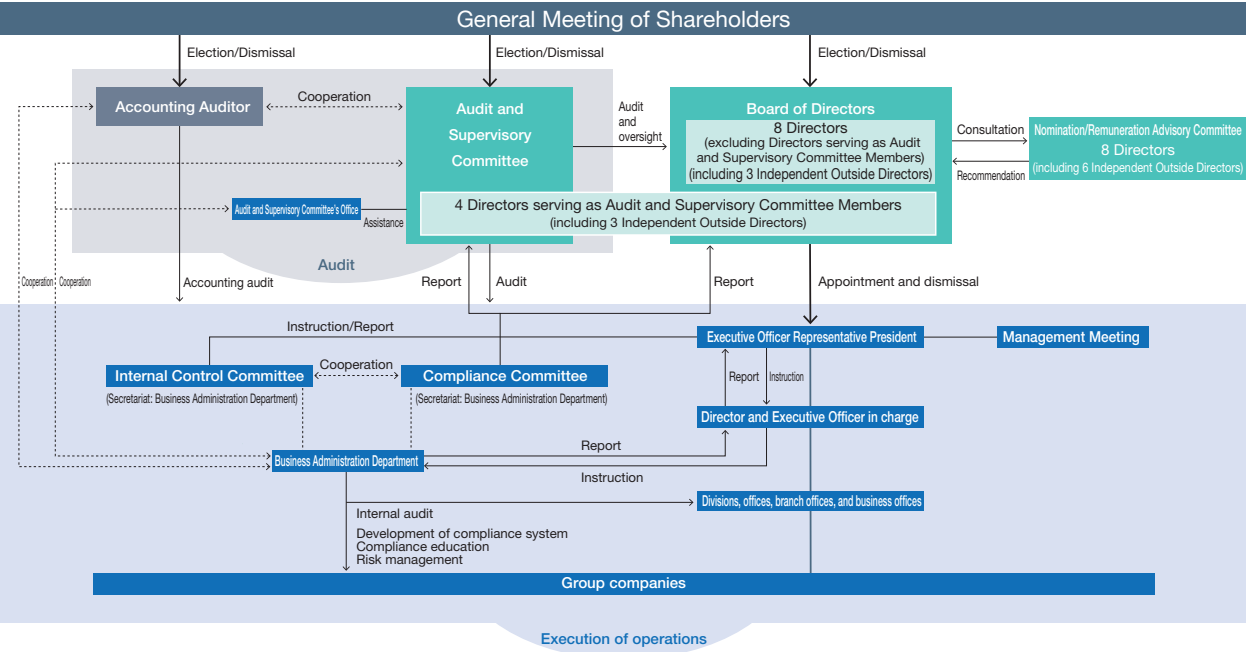 General Meeting of Shareholders
Election/Dismissal
Election/Dismissal
Election/Dismissal
Accounting Auditor
Cooperation
Audit and
Supervisory
Committee
Audit
and
oversight
Board of Directors
8 Directors
(excluding Directors serving as Audit
and Supervisory Committee Members)
(including 3 Independent Outside Directors)
Consultation
Recommendation
Nomination/Remuneration Advisory Committee
8 Directors
(including 6 Independent Outside Directors)
Audit and Supervisory Committee's Office
Assistance
4 Directors serving as Audit and Supervisory Committee Members
(including 3 Independent Outside Directors)
Audit
Cooperation
Cooperation
Accounting audit
Report
Audit
Report
Appointment and dismissal
Instruction/Report
Executive Officer Representative President
Management Meeting
Internal Control Committee
Cooperation
Compliance Committee
(Secretariat: Business Administration Department)
(Secretariat: Business Administration Department)
Report
Instruction
Director and Executive Officer in charge
Report
Business Administration Department
Instruction
Internal audit
Divisions, offices, branch offices, and business offices
Development of compliance system
Compliance education
Risk management
Group companies
Execution of operations